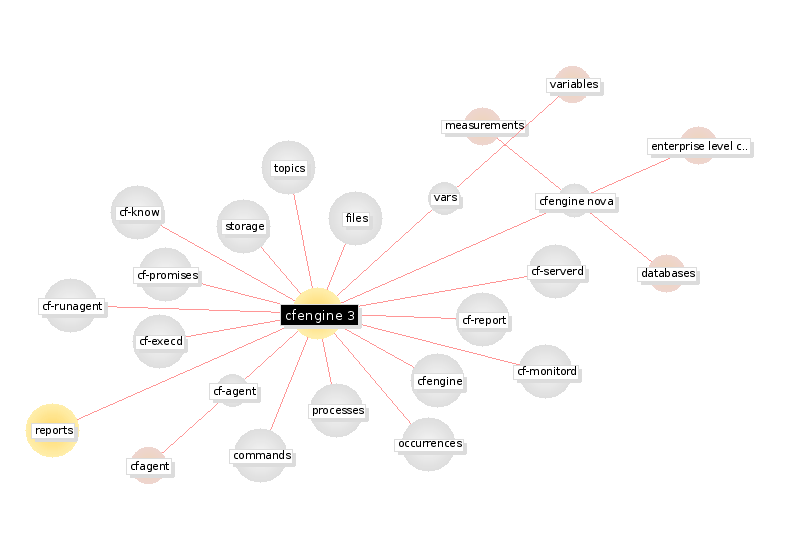 variables
measurements
enterprise level c..
topics
vars
cfengine nova
cf-know
storage
files
cf-promises
cf-serverd
databases
cf-runagent
cfengine 3
cf-report
cf-execd
cf-monitord
cfengine
cf-agent
processes
reports
occurrences
commands
cfagent